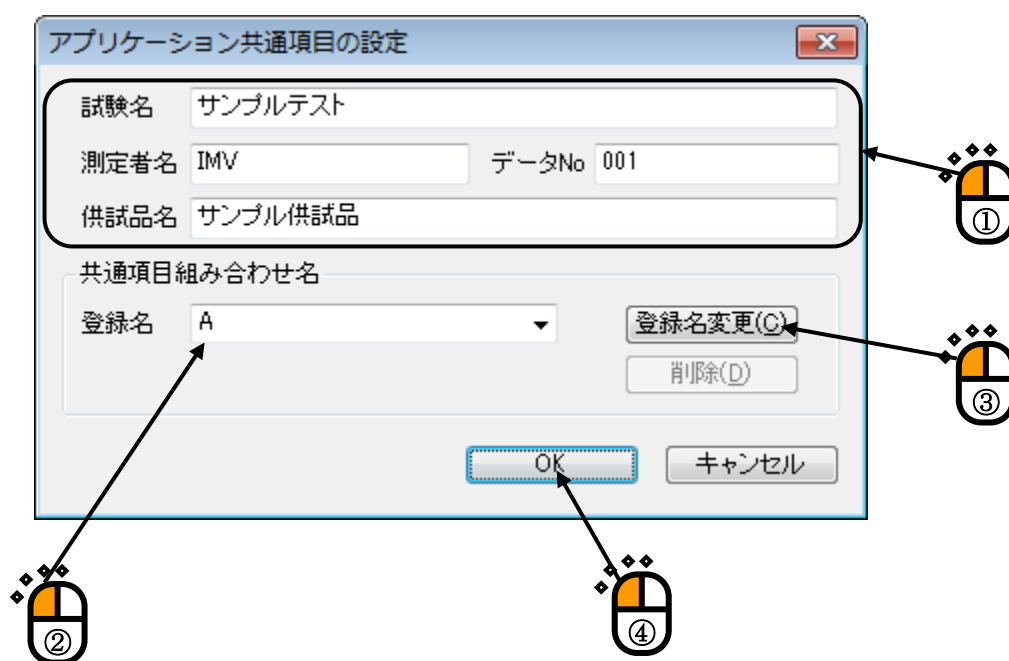 アプリケーション共通項目の設定
試験名 サンプルテスト
測定者名 IMV データNo 001
供試品名 サンプル供試品
①
共通項目組み合わせ名
登録名 A 登録名変更(C)
削除(D)
③
OK キャンセル
②
④